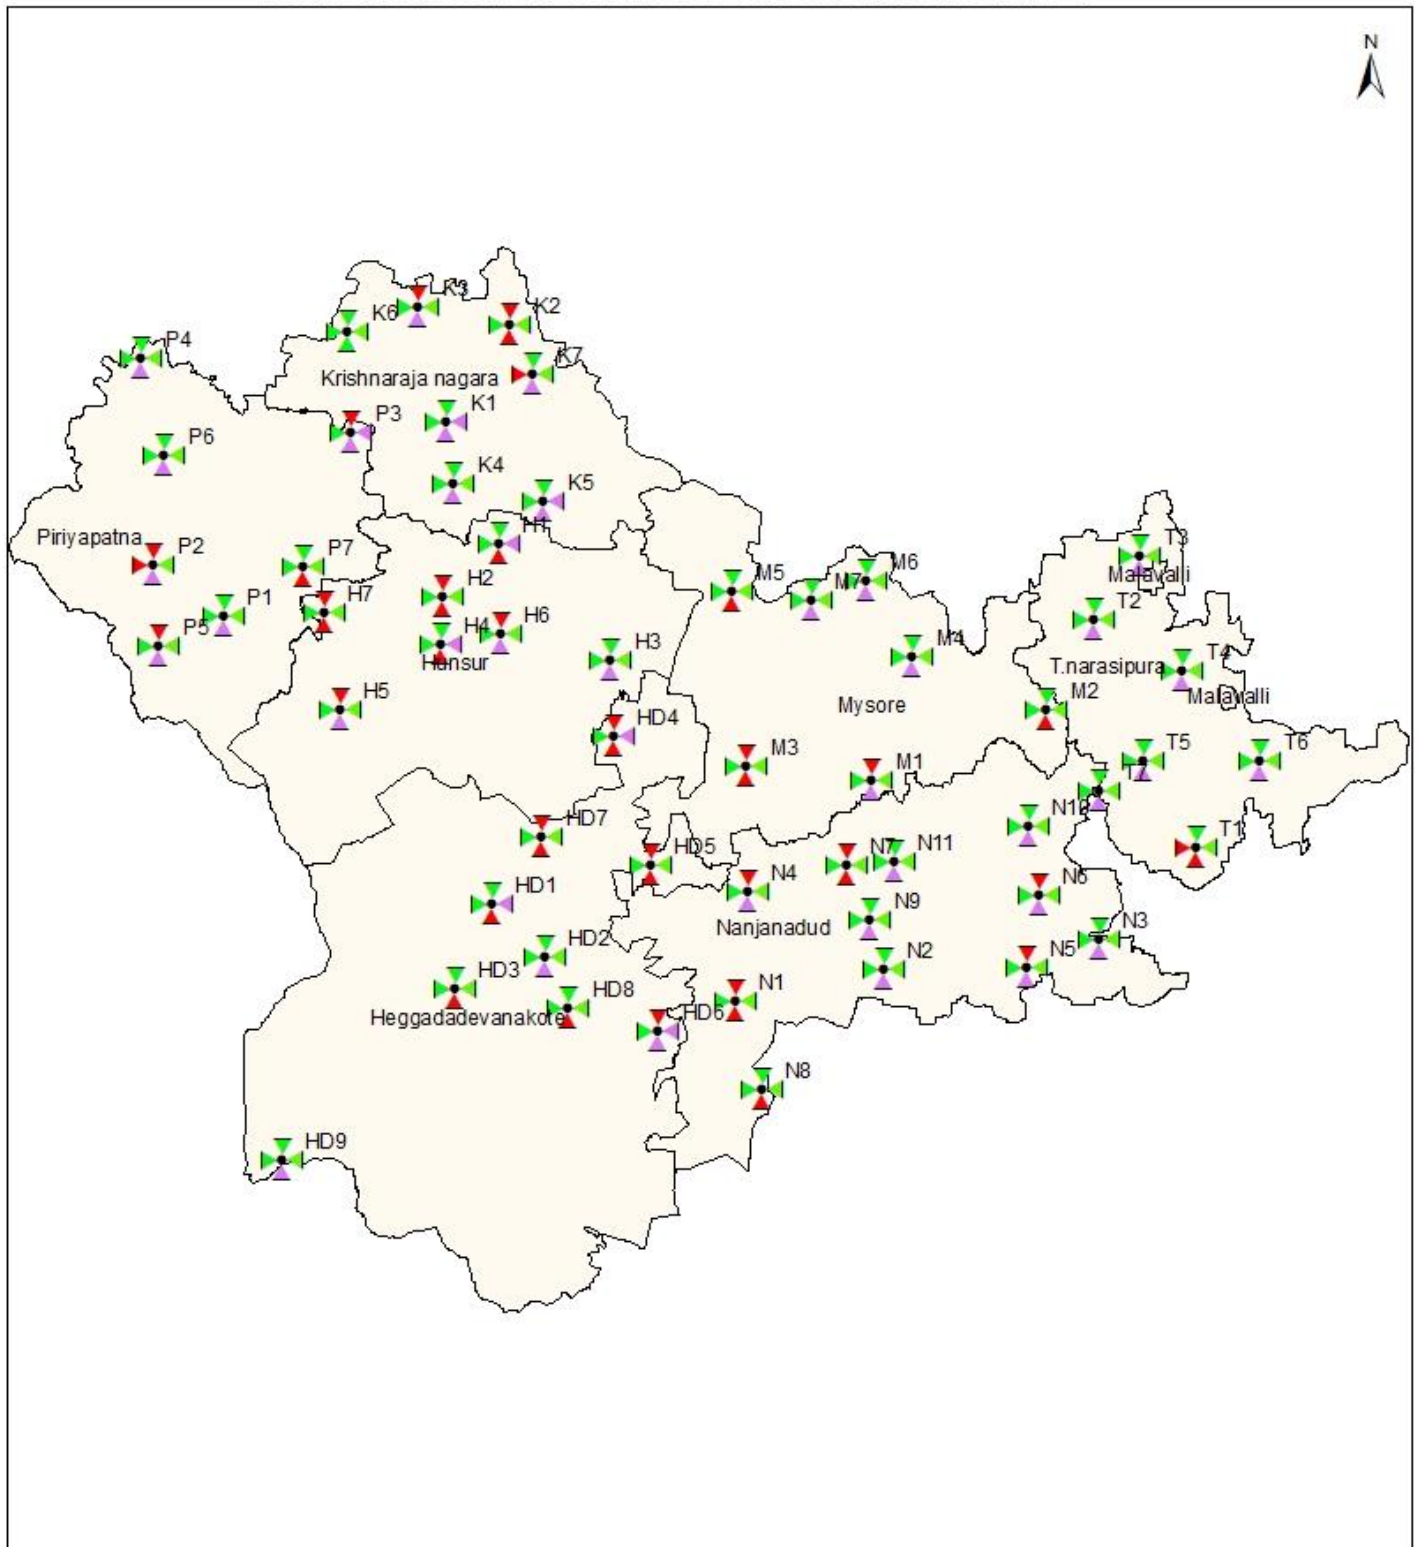 N
K3
K2
K6
P4
K7
Krishnaraja nagara
K1
P3
P6
K4
K5
H1
T3
Piriyapatna
P2
P7
M6
Malavalli
M5
M7
H2
P1
H7
T2
H6
P5
H4
M4
H3
T4
Hunsur
T.narasipura
M2
Malavalli
H5
Mysore
HD4
M3
T5
T6
M1
T7
N10
HD7
T1
HD5
N7
N11
N4
N6
HD1
N9
Nanjanadud
N3
HD2
N2
N5
HD3
HD8
N1
Heggadadevanakote
HD6
N8
HD9